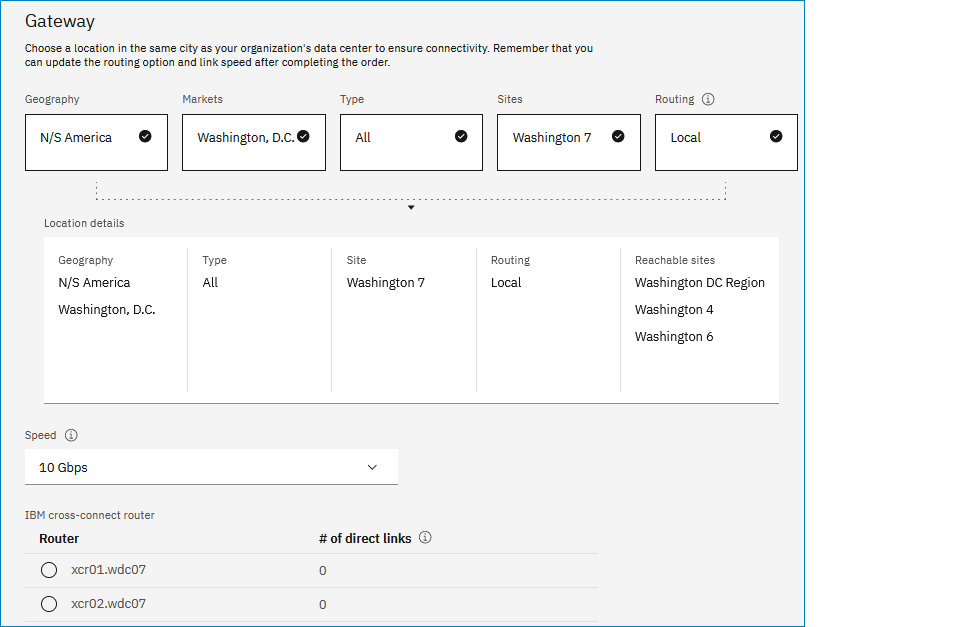 Gateway
Choose a location in the same city as your organization's data center to ensure connectivity. Remember that you
can update the routing option and link speed after completing the order.
Geography Markets Type Sites Routing
N/S America Washington, D.C. All Washington 7 Local
Location details
Geography Type Site Routing Reachable sites
N/S America All Washington 7 Local Washington DC Region
Washington, D.C. Washington 4
Washington 6
Speed
10 Gbps
IBM cross-connect router
Router # of direct links
xcr01.wdc07 0
xcr02.wdc07 0